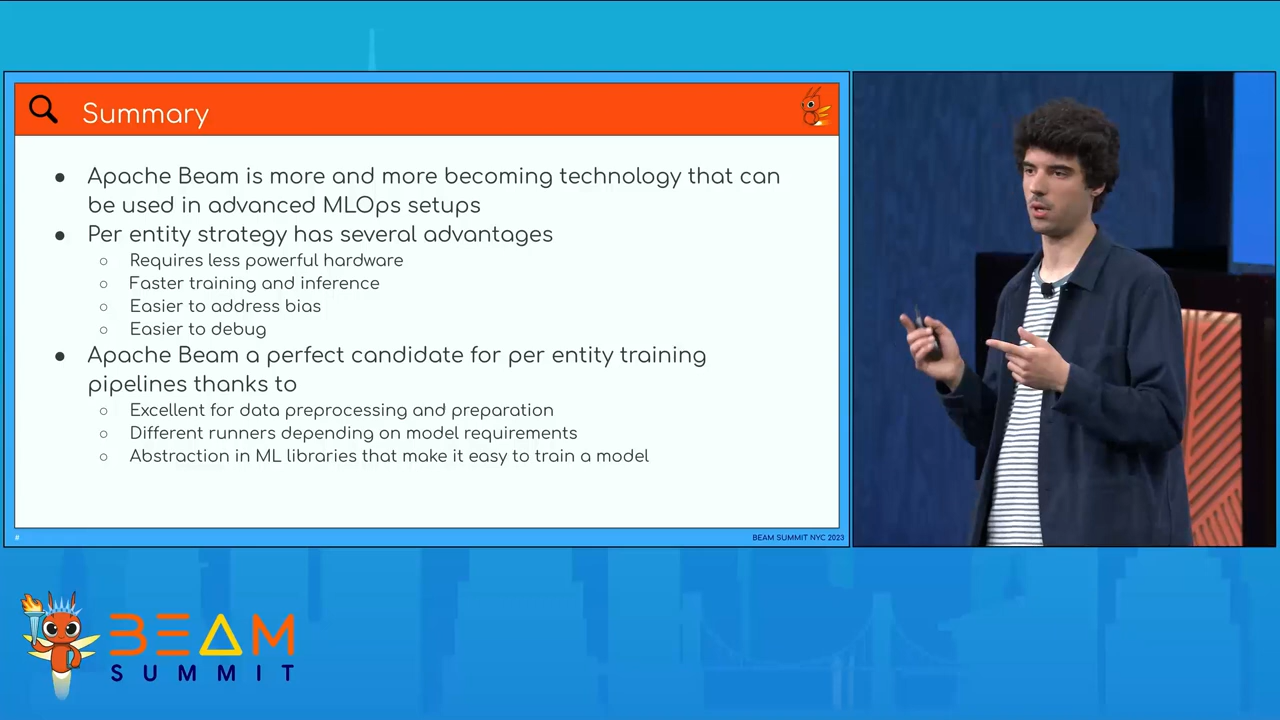 Summary
● Apache Beam is more and more becoming technology that can
be used in advanced MLOps setups
● Per entity strategy has several advantages
○ Requires less powerful hardware
○ Faster training and inference
○ Easier to address bias
○ Easier to debug
● Apache Beam a perfect candidate for per entity training
pipelines thanks to
○ Excellent for data preprocessing and preparation
○ Different runners depending on model requirements
○ Abstraction in ML libraries that make it easy to train a model
BEAM SUMMIT NYC 2023
BEAM
SUMMIT